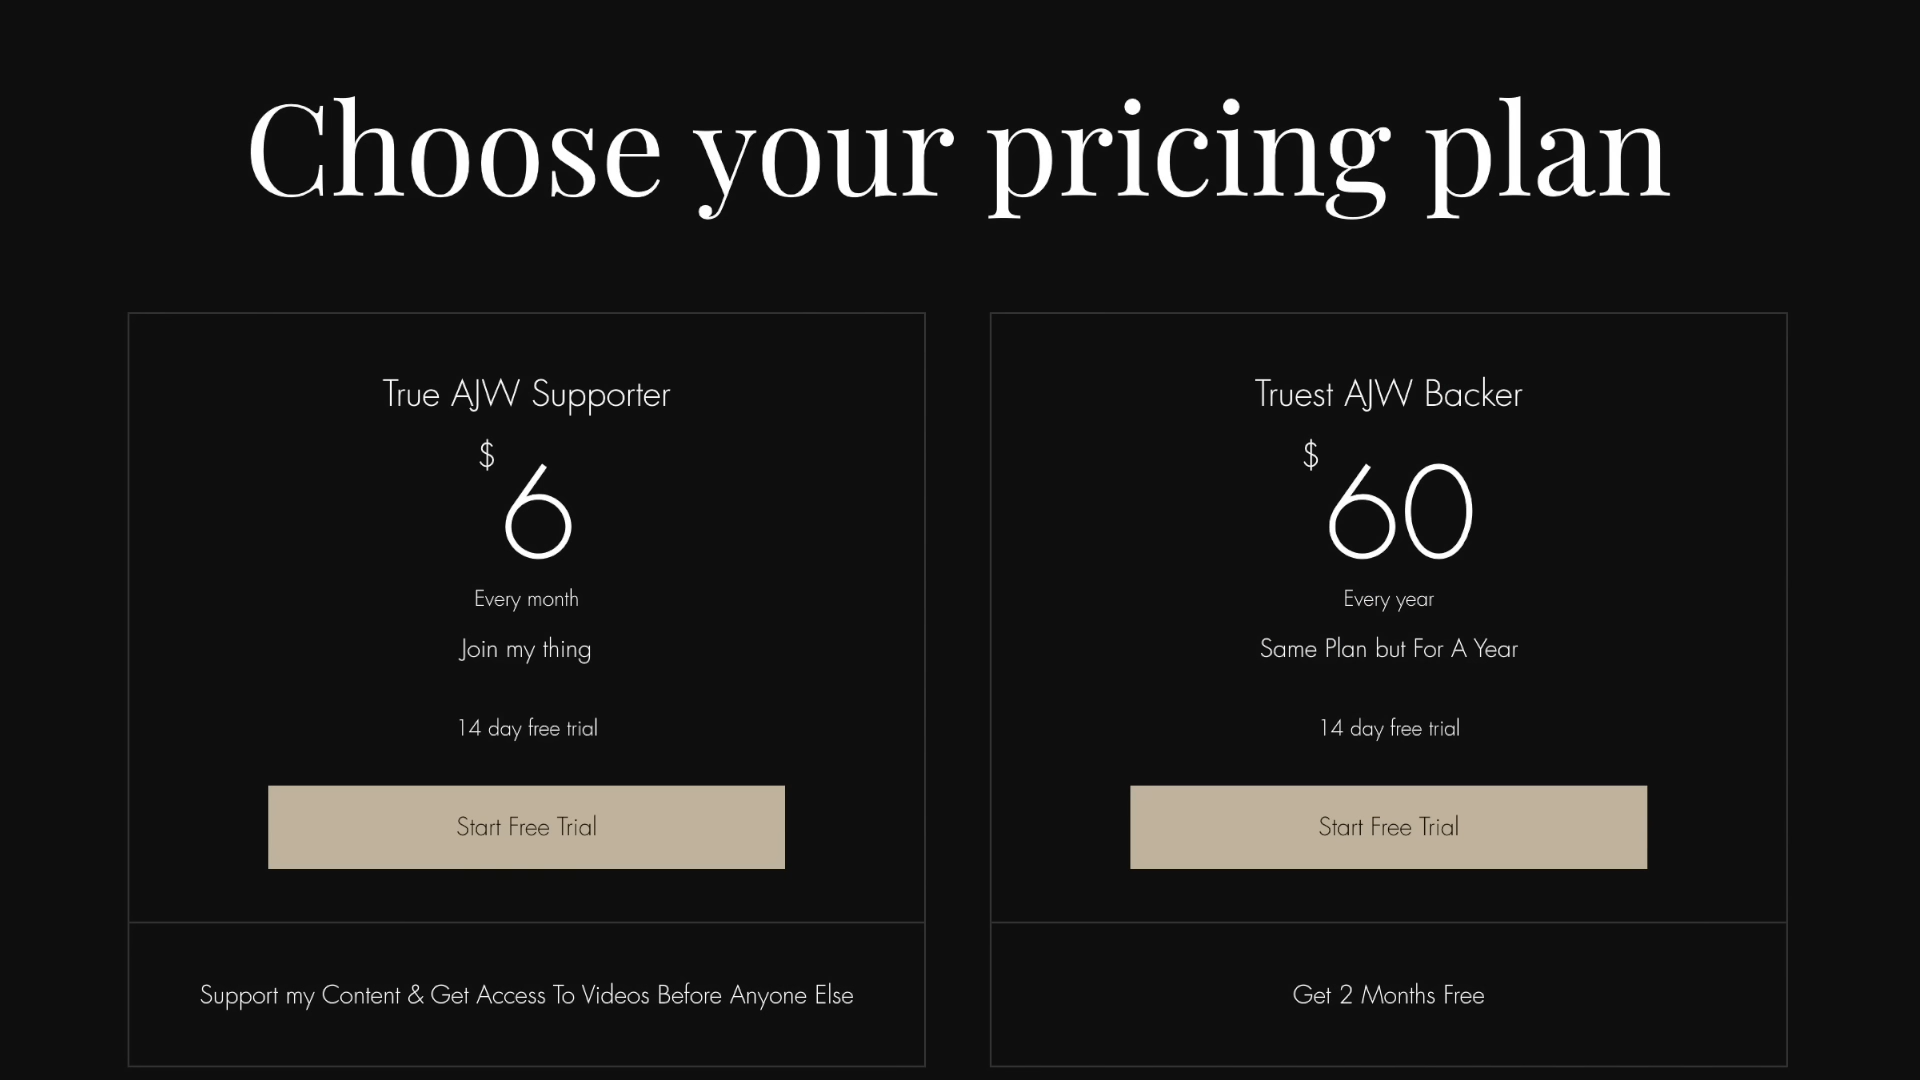 Choose your pricing plan
True AJW Supporter
$6
Every month
Join my thing
14 day free trial
Start Free Trial
Support my Content & Get Access To Videos Before Anyone Else
Truest AJW Backer
$60
Every year
Same Plan but For A Year
14 day free trial
Start Free Trial
Get 2 Months Free